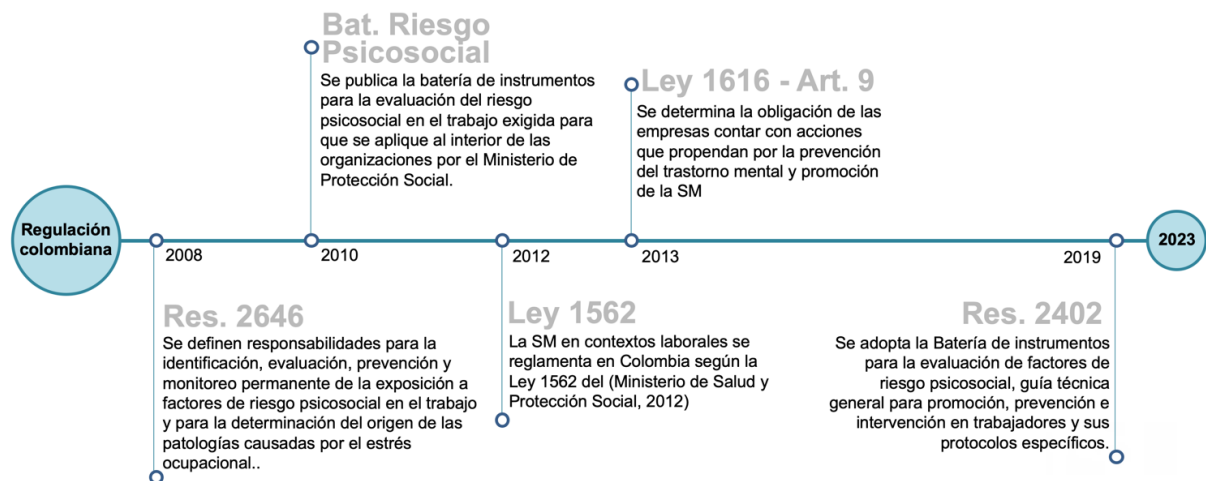 Bat. Riesgo
Psicosocial
Se publica la batería de instrumentos
para la evaluación del riesgo
psicosocial en el trabajo exigida para
que se aplique al interior de las
organizaciones por el Ministerio de
Protección Social.
Ley 1616 - Art. 9
Se determina la obligación de las
empresas contar con acciones
que propendan por la prevención
del trastorno mental y promoción
de la SM
Regulación
colombiana
2008
2010
2012
2013
2019
2023
Res. 2646
Se definen responsabilidades para la
identificación, evaluación, prevención y
monitoreo permanente de la exposición a
factores de riesgo psicosocial en el trabajo
y para la determinación del origen de las
patologías causadas por el estrés
ocupacional..
Ley 1562
La SM en contextos laborales se
reglamenta en Colombia según la
Ley 1562 del (Ministerio de Salud y
Protección Social, 2012)
Res. 2402
Se adopta la Batería de instrumentos
para la evaluación de factores de
riesgo psicosocial, guía técnica
general para promoción, prevención e
intervención en trabajadores y sus
protocolos específicos.